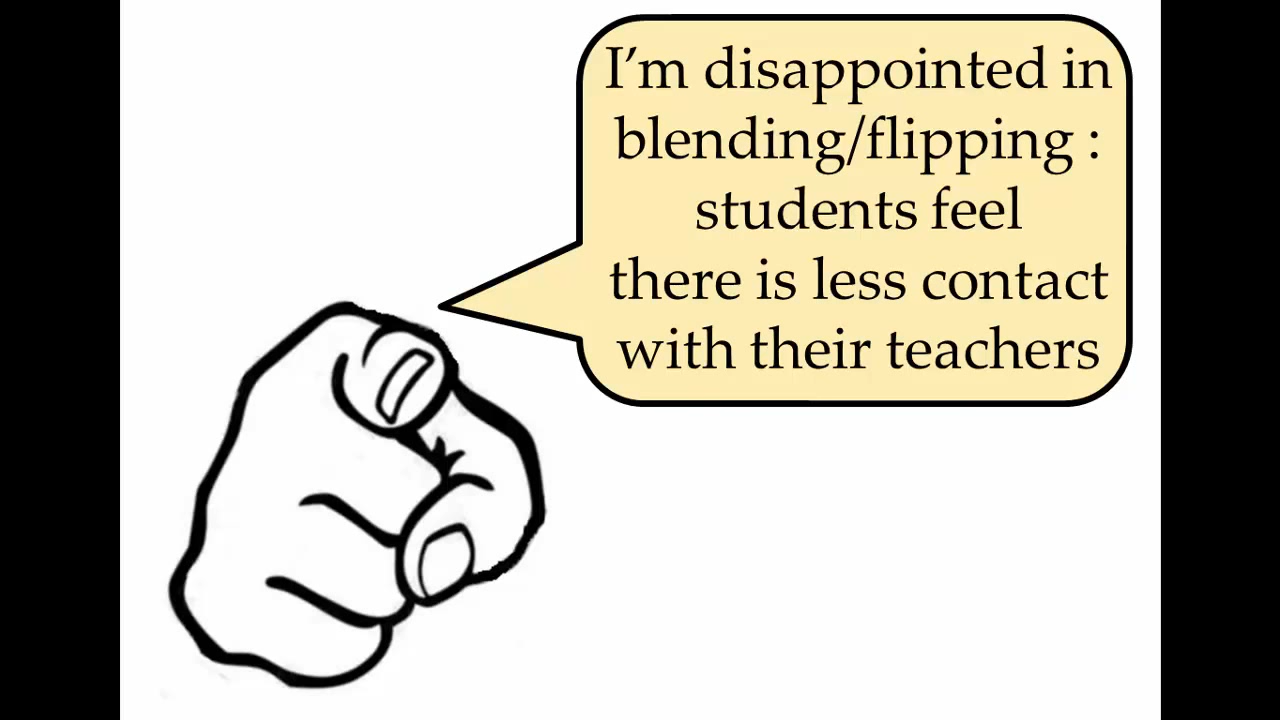 I’m disappointed in
blending/flipping :
students feel
there is less contact
with their teachers